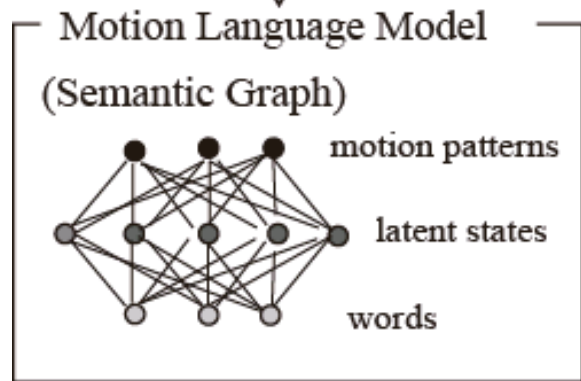 Motion Language Model
(Semantic Graph)
motion patterns
latent states
words